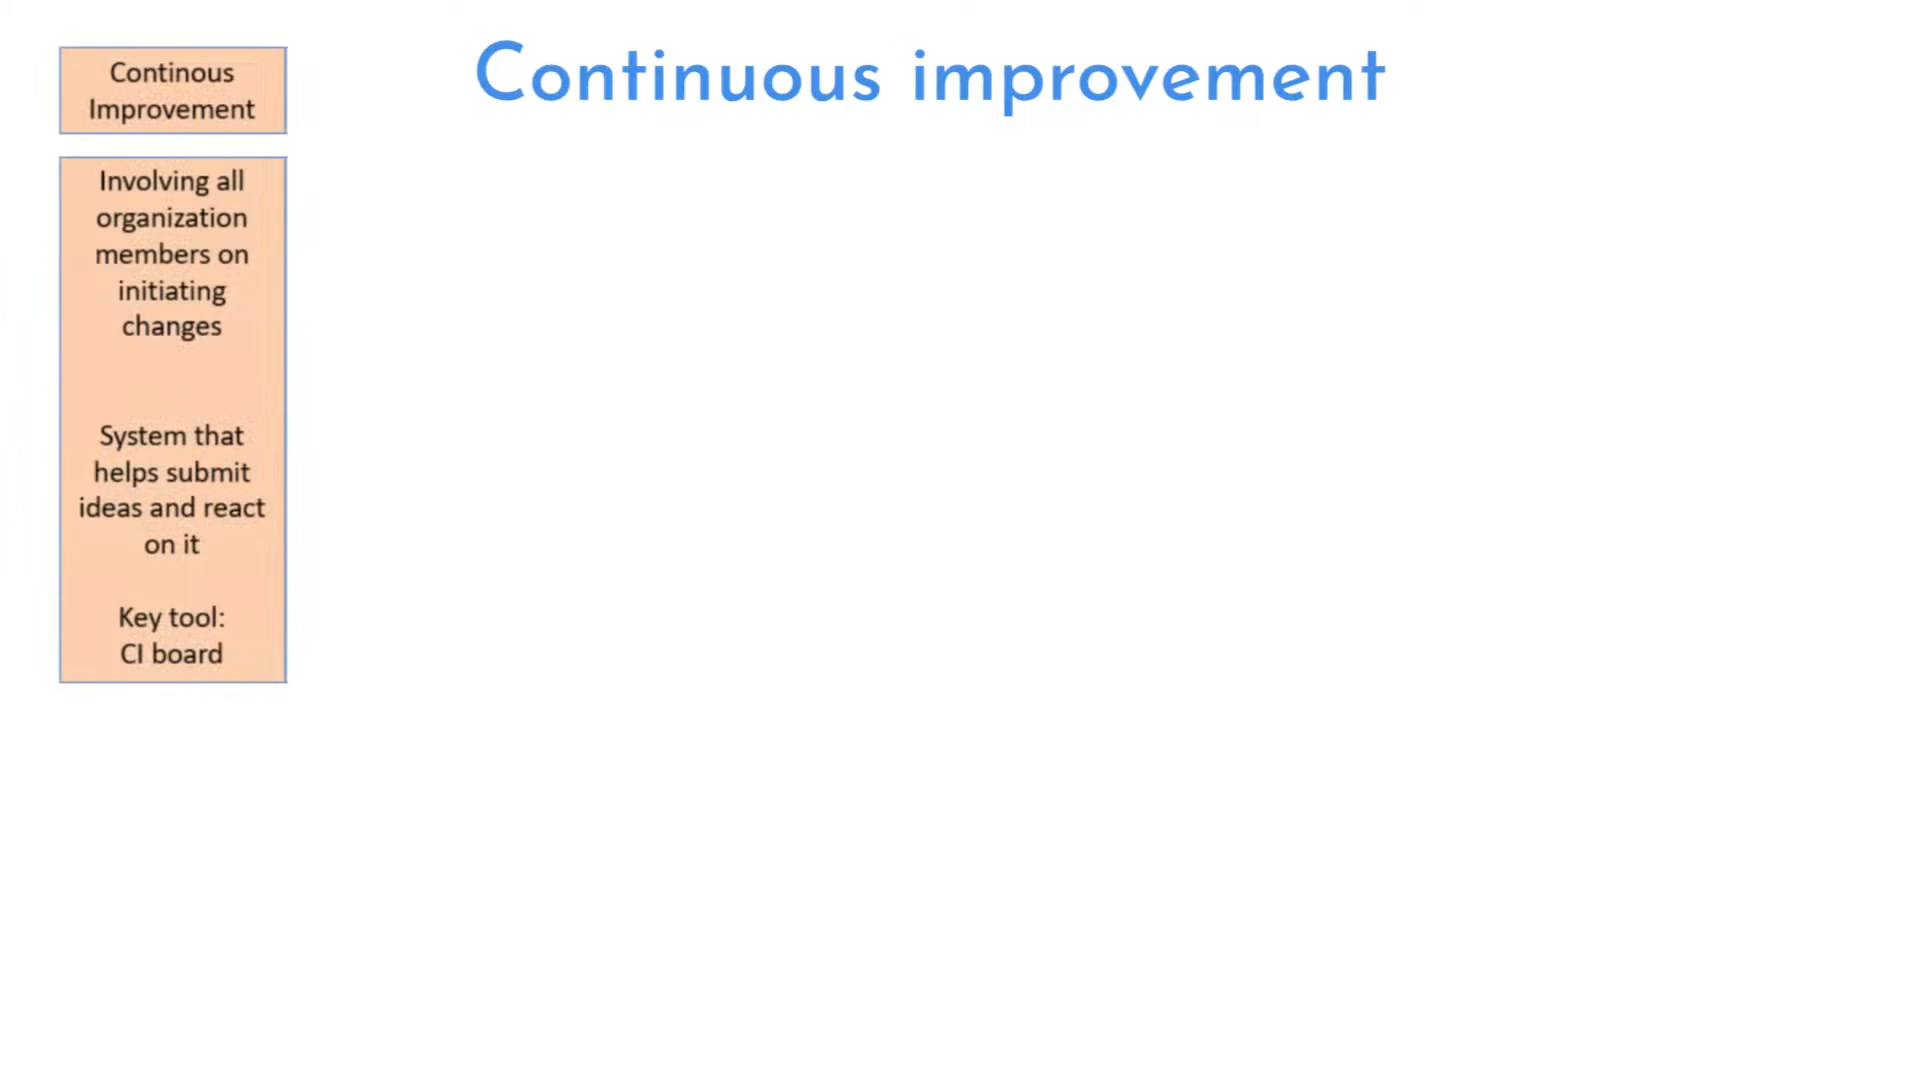 Continuous improvement
Continous
Improvement
Involving all
organization
members on
initiating
changes
System that
helps submit
ideas and react
on it
Key tool:
CI board